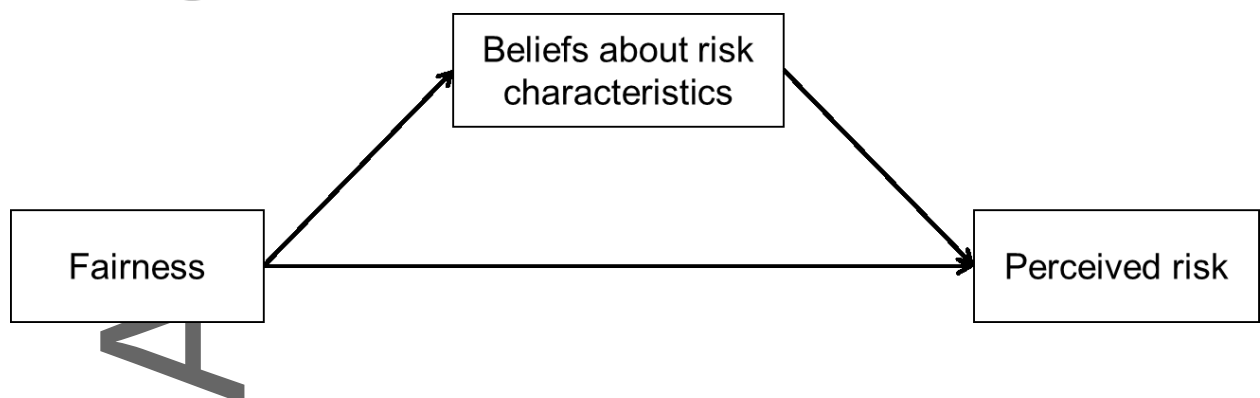 Beliefs about risk
characteristics
Fairness
Perceived risk
A